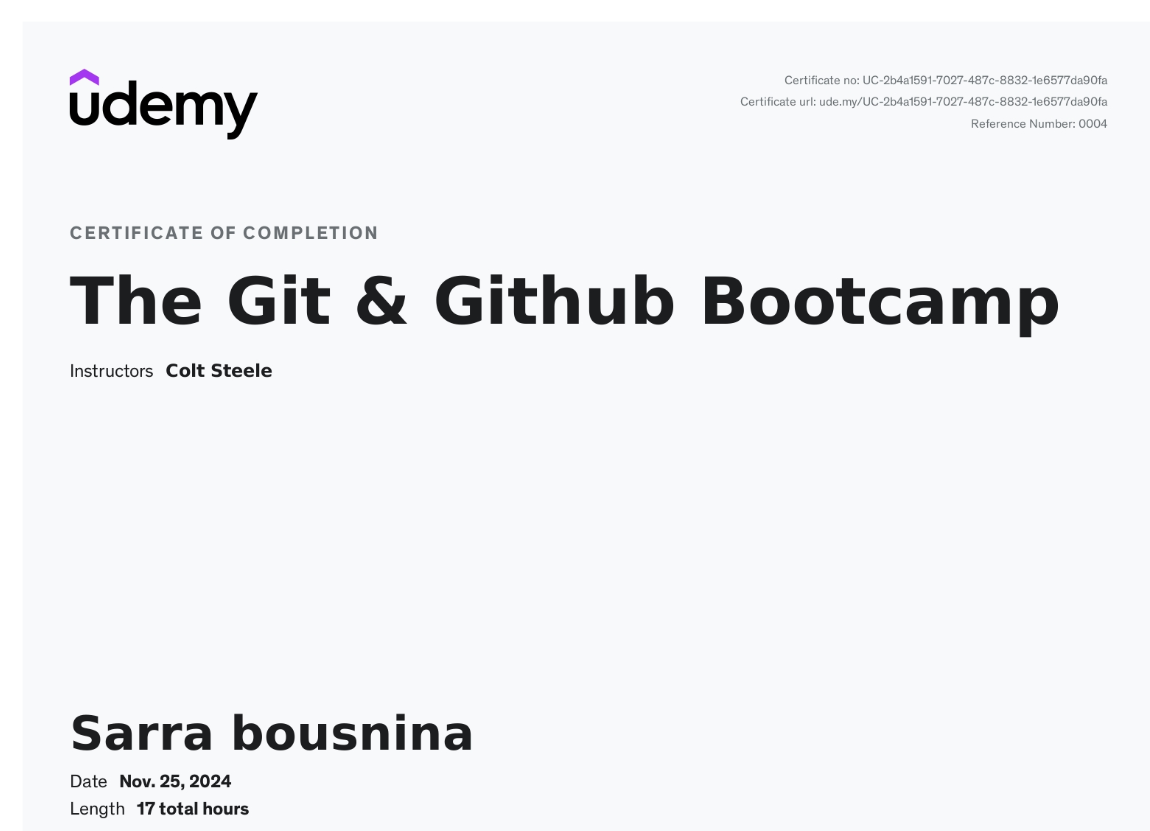 udemy
Certificate no: UC-2b4a1591-7027-487c-8832-1e6577da90fa
Certificate url: ude.my/UC-2b4a1591-7027-487c-8832-1e6577da90fa
Reference Number: 0004
CERTIFICATE OF COMPLETION
The Git & Github Bootcamp
Instructors Colt Steele
Sarra bousnina
Date Nov. 25, 2024
Length 17 total hours